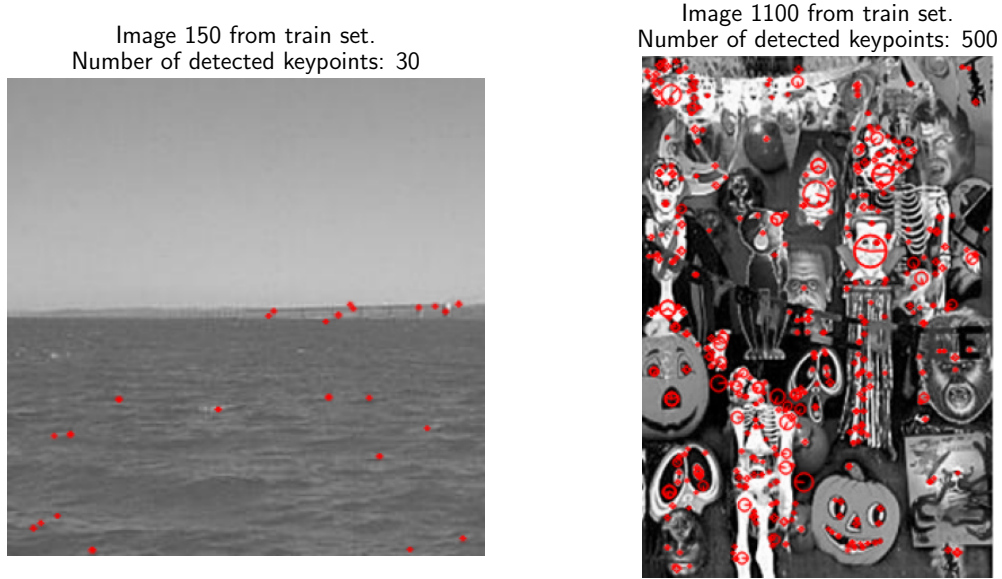 Image 150 from train set.
Number of detected keypoints: 30
Image 1100 from train set.
Number of detected keypoints: 500
E